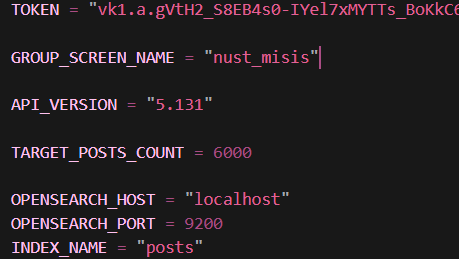 TOKEN = "vk1.a.gVtH2_S8EB4s0-IYel7xMYTTs_BoKkC6
GROUP_SCREEN_NAME = "nust_misis"
API_VERSION = "5.131"
TARGET_POSTS_COUNT = 6000
OPENSEARCH_HOST = "localhost"
OPENSEARCH_PORT = 9200
INDEX_NAME = "posts"